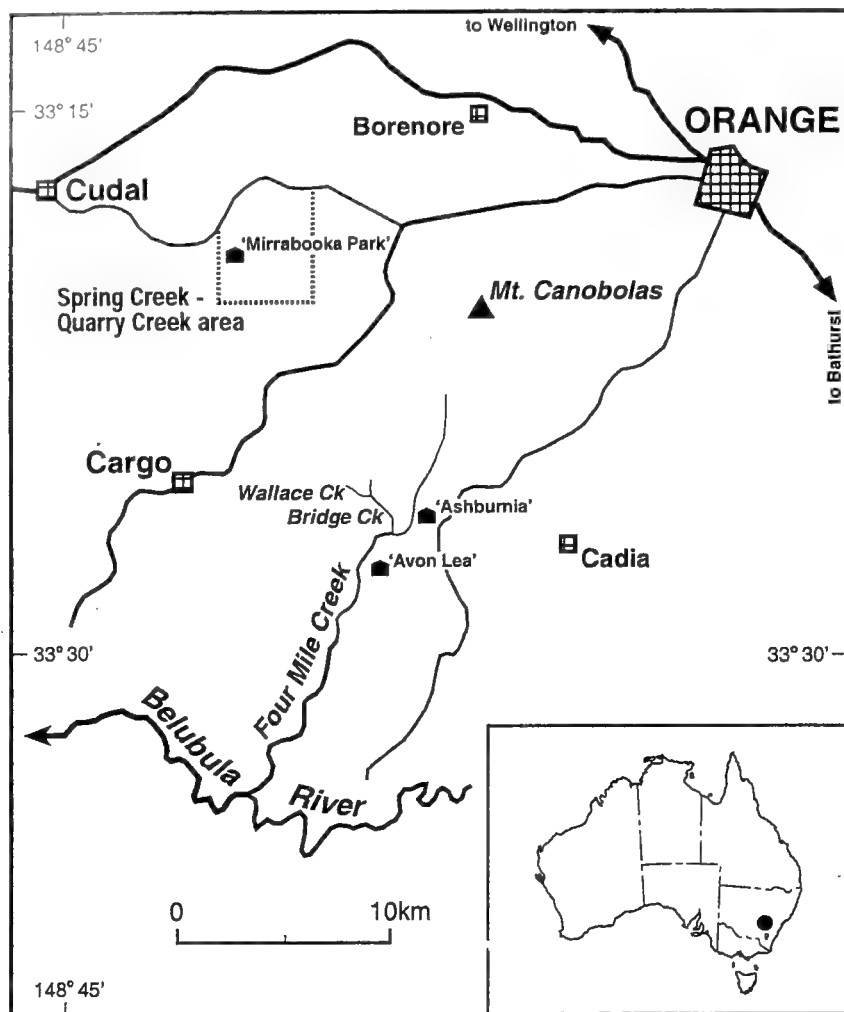 148° 45'
to Wellington
33° 15'
Borenore
ORANGE
Cudal
'Mirrabooka Park'
Spring Creek -
Quarry Creek area
Mt. Canobolas
to Bathurst
Cargo
Wallace Ck
Bridge Ck
'Ashburnia'
'Avon Lea'
Cadia
Four Mile Creek
33° 30'
33° 30'
Belubula
River
0
10km
148° 45'